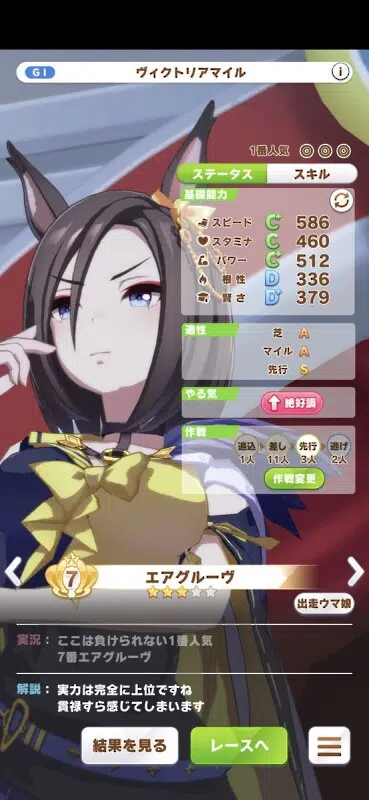 GI ヴィクトリアマイル i
1番人気 ◎ ◎ ◎
ステータス スキル
基礎能力
スピード C+ 586
スタミナ C 460
パワー C+ 512
根性 D 336
賢さ D+ 379
適性
芝 A
マイル A
先行 S
やる気
絶好調
作戦
追込 差し 先行 逃げ
1人 11人 3人 2人
作戦変更
7 エアグルーヴ
出走ウマ娘
実況： ここは負けられない1番人気
7番エアグルーヴ
解説： 実力は完全に上位ですね
貫禄すら感じてしまいます
結果を見る レースへ